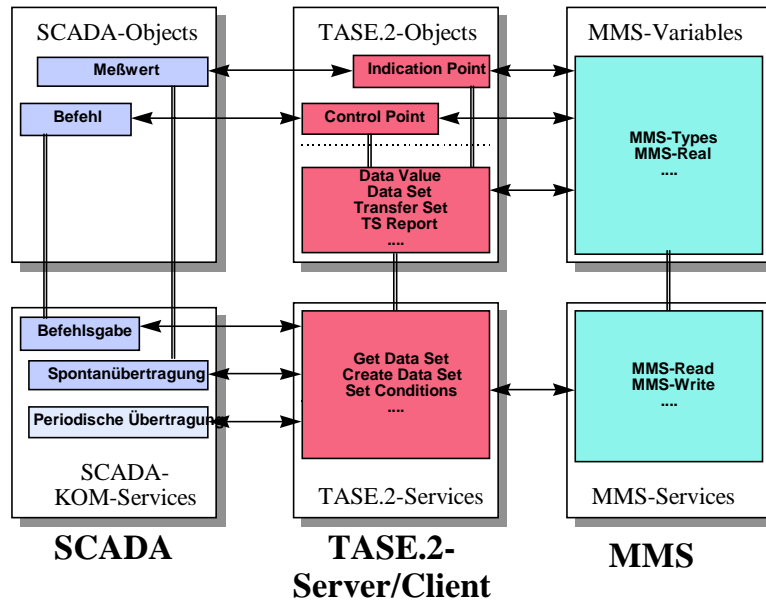 SCADA-Objects
Meßwert
Befehl
TASE.2-Objects
Indication Point
Control Point
Data Value
Data Set
Transfer Set
TS Report
....
MMS-Variables
MMS-Types
MMS-Real
....
Befehlsgabe
Spontanübertragung
Periodische Übertragung
SCADA-
KOM-Services
Get Data Set
Create Data Set
Set Conditions
....
TASE.2-Services
MMS-Read
MMS-Write
....
MMS-Services
SCADA
TASE.2-
Server/Client
MMS